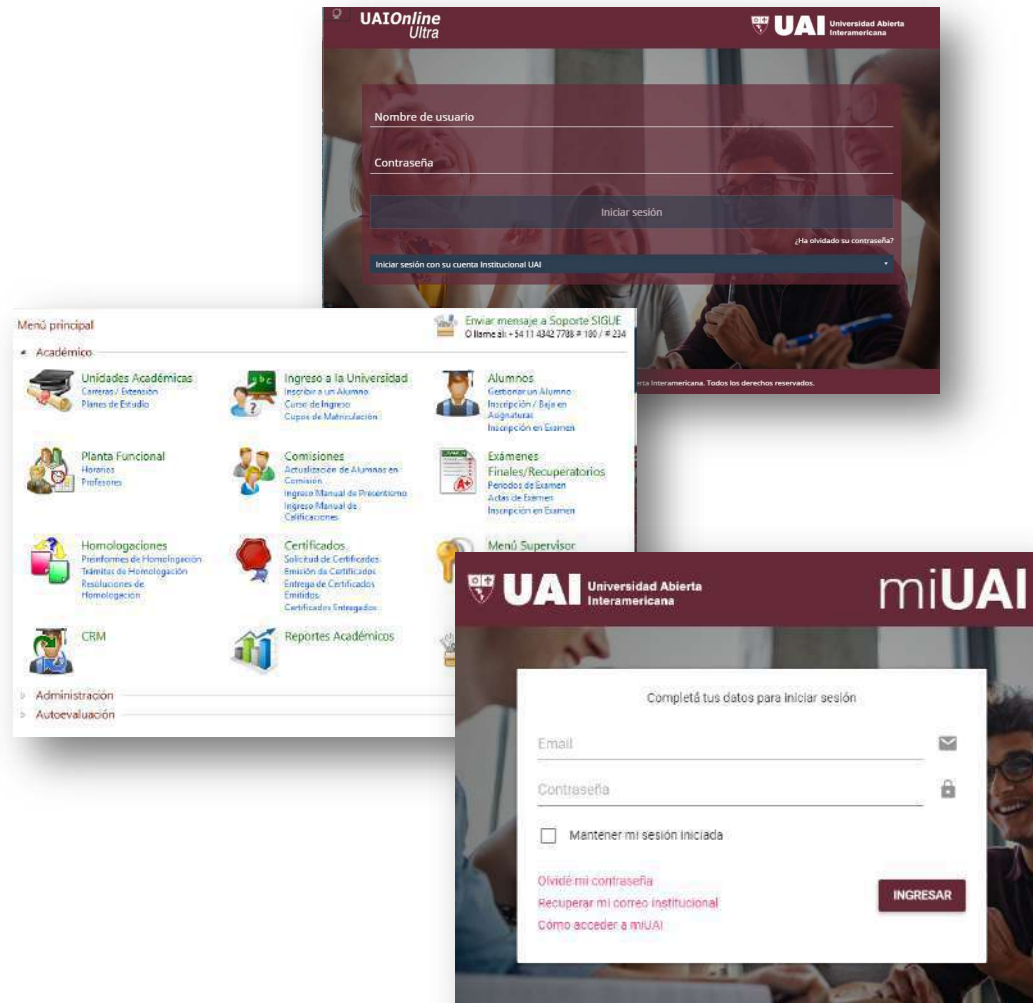 UAIOnline
Ultra
UAI Universidad Abierta
Interamericana
Nombre de usuario
Contraseña
Iniciar sesión
¿Ha olvidado su contraseña?
Iniciar sesión con su cuenta Institucional UAI
Interamericana. Todos los derechos reservados.
Menú principal
Enviar mensaje a Soporte SIGUE
O llame al: +54 11 4342 7788 # 180 / # 234
Académico
Unidades Académicas
Carreras / Extensión
Planes de Estudio
Ingreso a la Universidad
Inscribir a un Alumno
Curso de Ingreso
Cupos de Matriculación
Alumnos
Gestionar un Alumno
Inscripción / Baja en
Asignaturas
Inscripción en Examen
Planta Funcional
Horarios
Profesores
Comisiones
Actualización de Alumnos en
Comisión
Ingreso Manual de Presentismo
Ingreso Manual de
Calificaciones
Exámenes
Finales/Recuperatorios
Periodos de Examen
Actas de Examen
Inscripción en Examen
Homologaciones
Preinformes de Homologación
Trámites de Homologación
Resoluciones de
Homologación
Certificados
Solicitud de Certificados
Emisión de Certificados
Entrega de Certificados
Emitidos
Certificados Entregados
Menú Supervisor
CRM
Reportes Académicos
Administración
Autoevaluación
UAI Universidad Abierta
Interamericana
miUAI
Completá tus datos para iniciar sesión
Email
Contraseña
Mantener mi sesión iniciada
Olvidé mi contraseña
Recuperar mi correo institucional
Cómo acceder a miUAI
INGRESAR